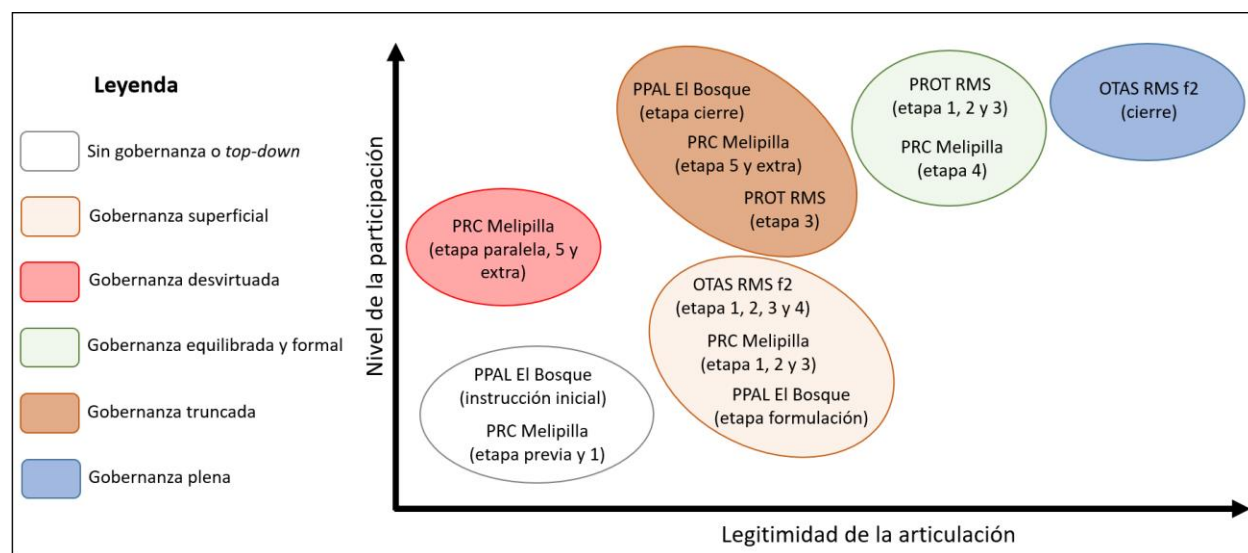 Leyenda
Sin gobernanza o top-down
Gobernanza superficial
Gobernanza desvirtuada
Gobernanza equilibrada y formal
Gobernanza truncada
Gobernanza plena
Nivel de la participación
PPAL El Bosque
(etapa cierre)
PRC Melipilla
(etapa 5 y extra)
PROT RMS
(etapa 3)
PROT RMS
(etapa 1, 2 y 3)
PRC Melipilla
(etapa 4)
OTAS RMS f2
(cierre)
PRC Melipilla
(etapa paralela, 5 y
extra)
OTAS RMS f2
(etapa 1, 2, 3 y 4)
PRC Melipilla
(etapa 1, 2 y 3)
PPAL El Bosque
(etapa formulación)
PPAL El Bosque
(instrucción inicial)
PRC Melipilla
(etapa previa y 1)
Legitimidad de la articulación